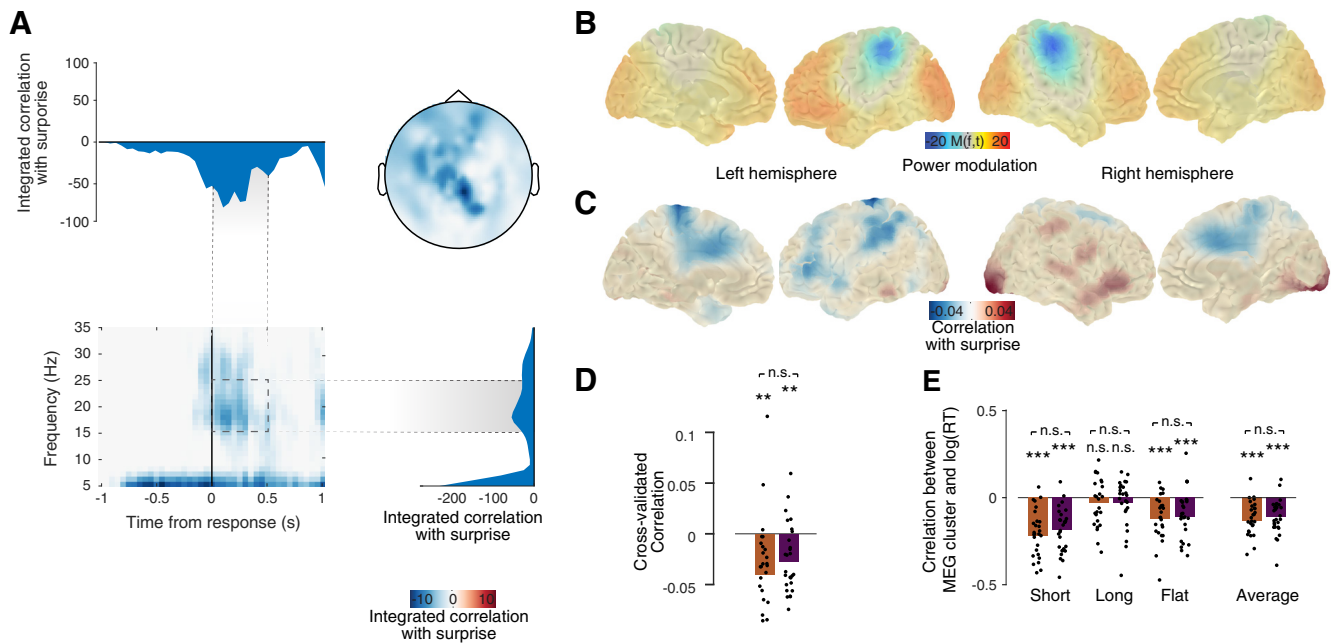 A
Integrated correlation
with surporise
100
50
0
-50
-100
Frequency (Hz)
35
30
25
20
15
10
5
-1 -0.5 0 0.5 1
Time from response (s)
-200 -100 0
Integrated correlation
with surprise
-10 0 10
Integrated correlation
with surprise
B
-20 M(f,t) 20
Power modulation
Left hemisphere
Right hemisphere
C
-0.04 0.04
Correlation
with surprise
D
n.s.
** **
Cross-validated
Correlation
0.1
0.05
0
-0.05
E
Crrelation between
MEG cluster and log(RT)
0.5
0
-0.5
n.s. n.s. n.s. n.s.
*** *** n.s. n.s. *** *** *** ***
Short Long Flat Average